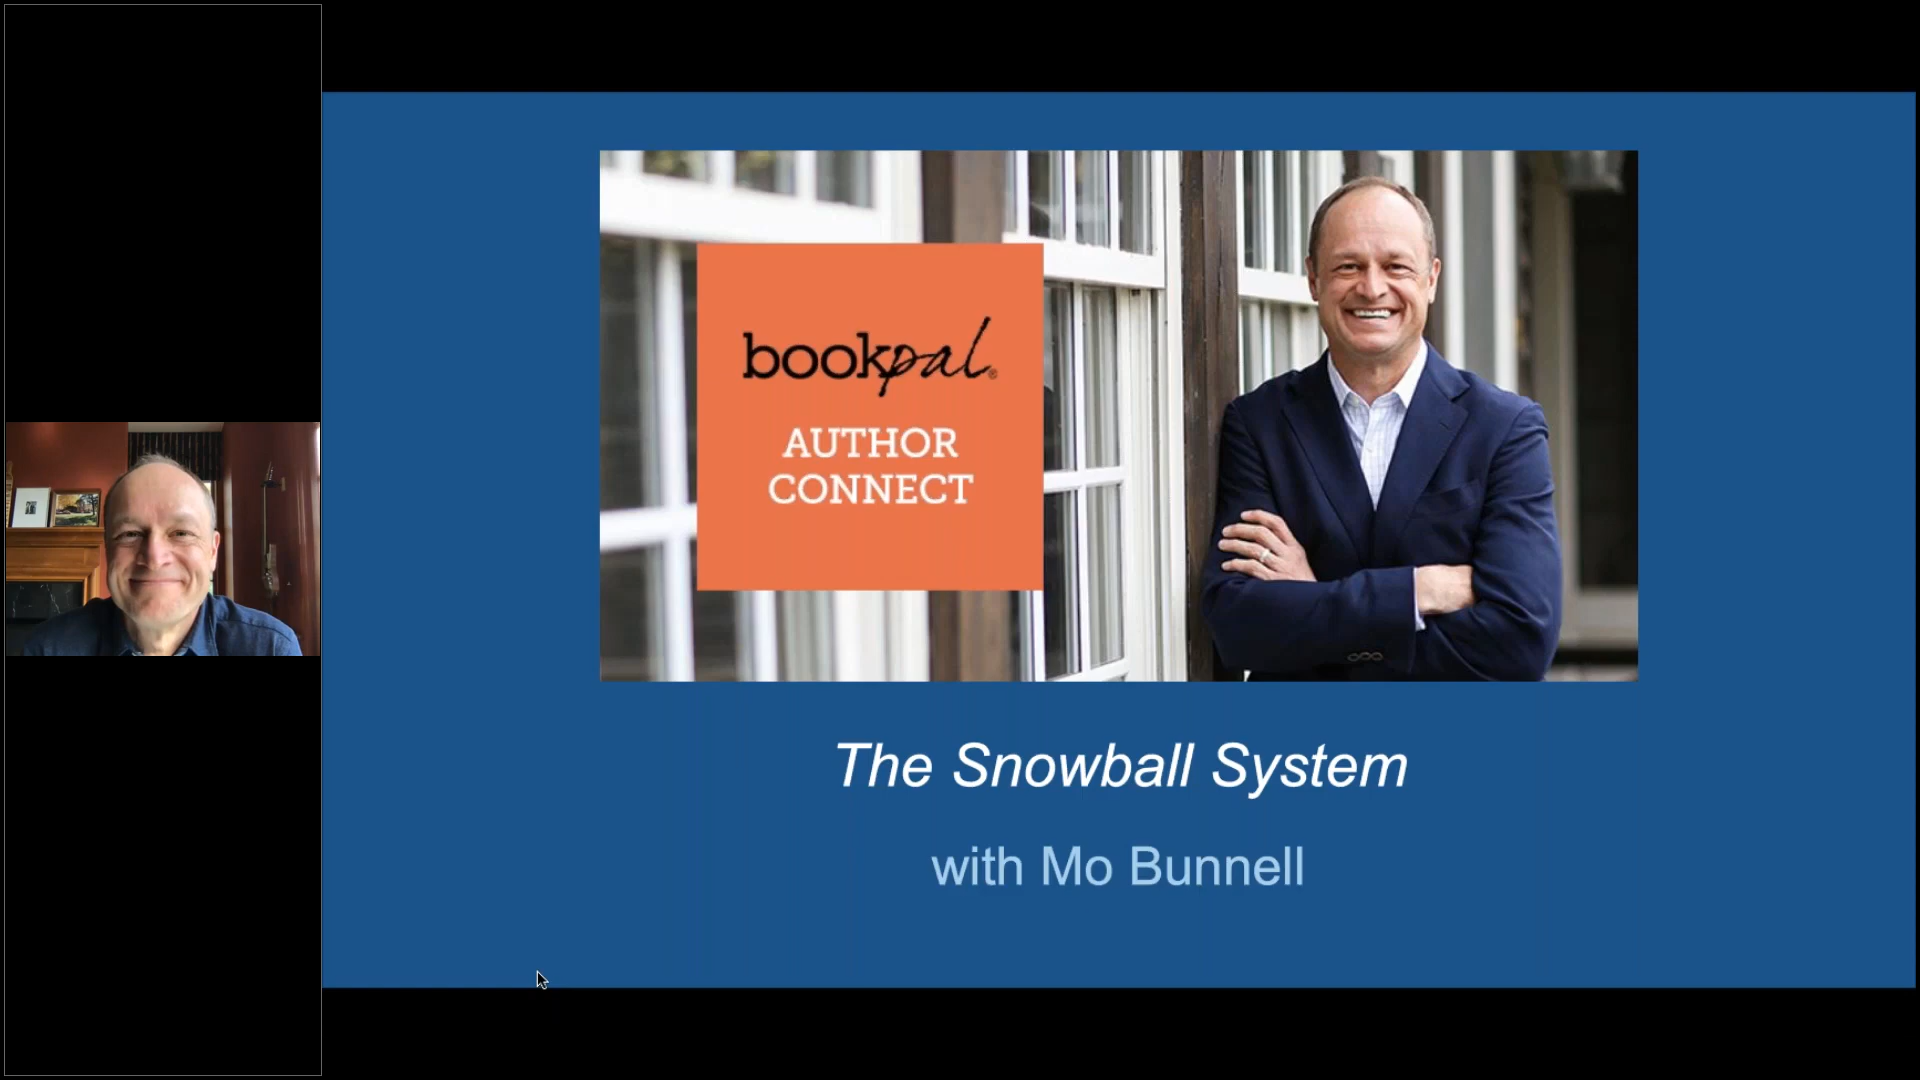 bookpal®
AUTHOR
CONNECT
The Snowball System
with Mo Bunnell